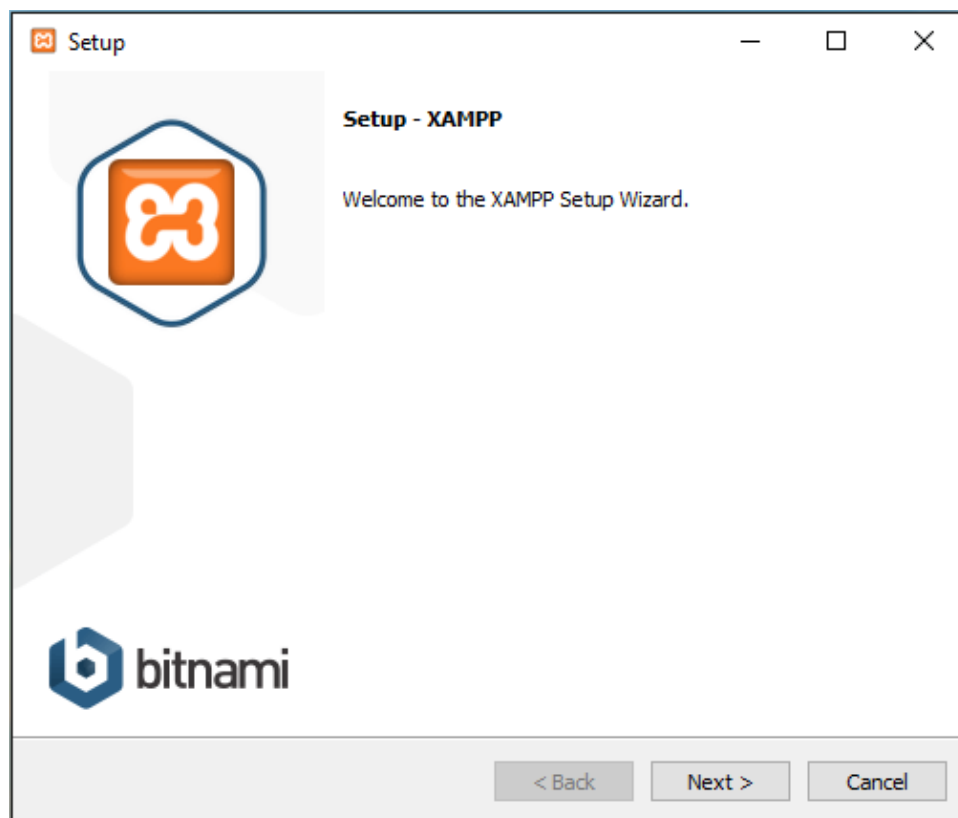 Setup
Setup - XAMPP
Welcome to the XAMPP Setup Wizard.
bitnami
< Back Next > Cancel